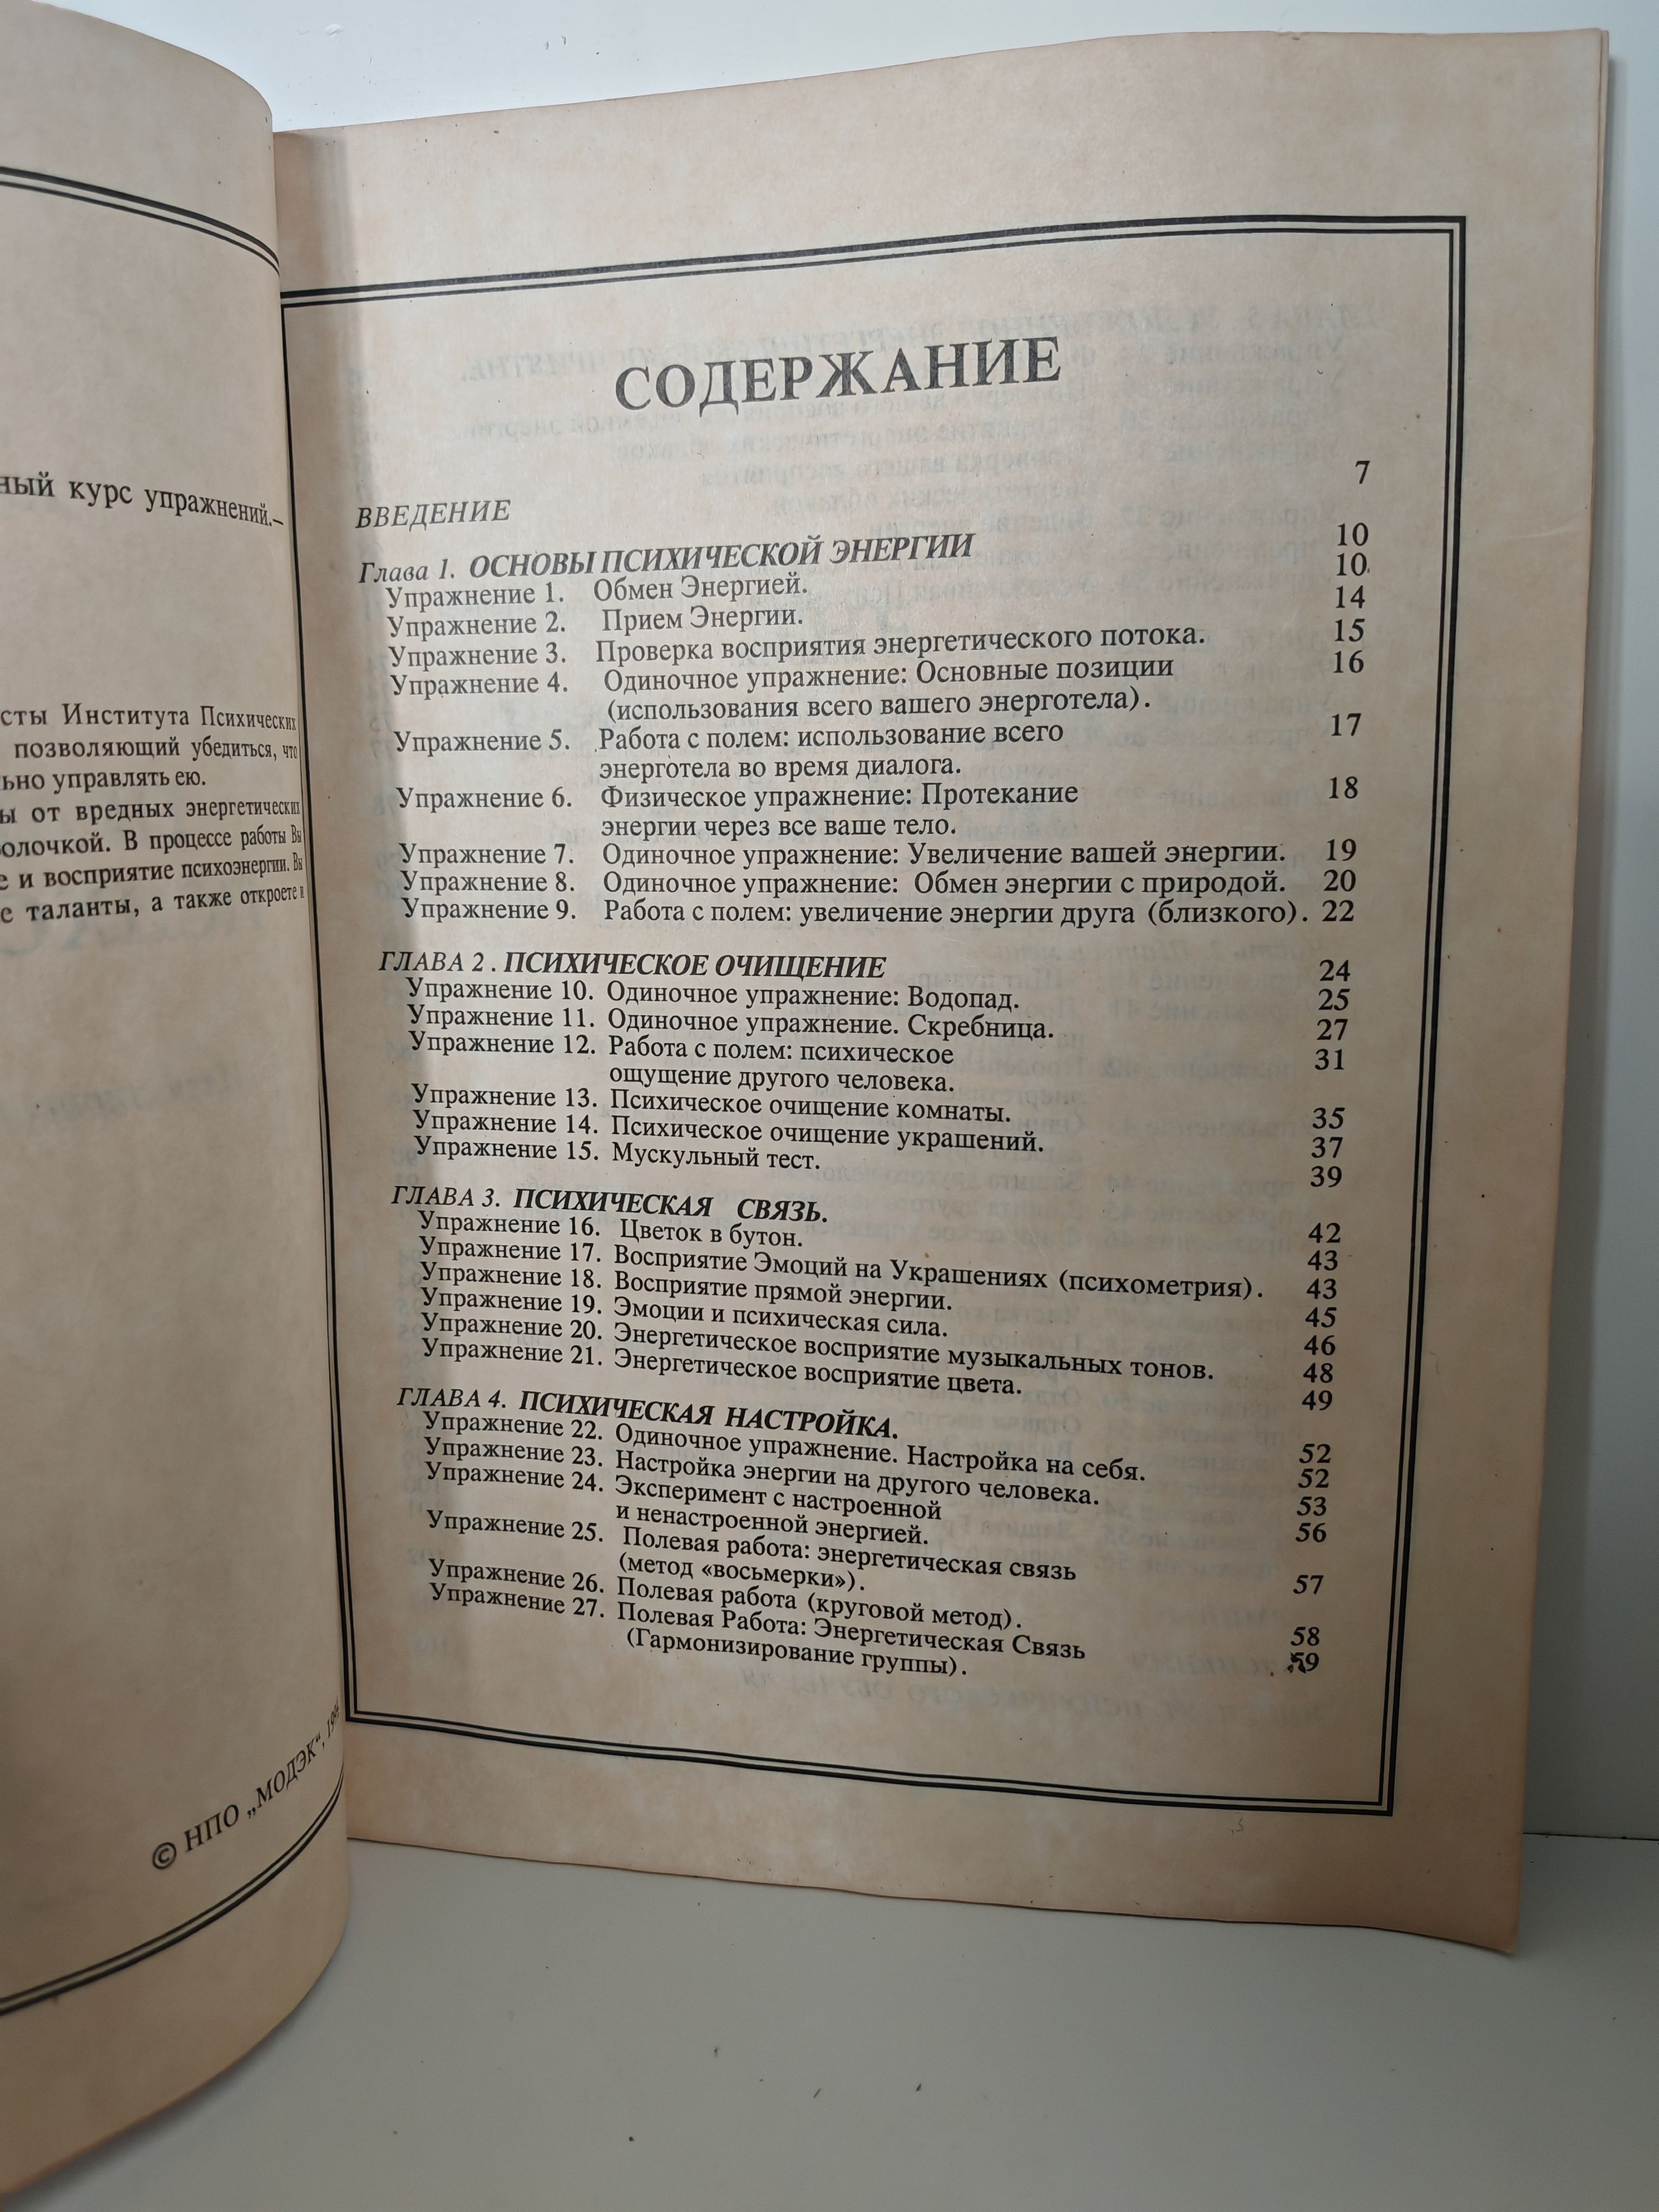 ный курс упражнений.–
сты Института Психических
позволяющий убедиться, что
ьно управлять ею.
ы от вредных энергетических
олочкой. В процессе работы Вы
е и восприятие психоэнергии. Вы
е таланты, а также откроете и
© НПО „МОДЭК“,
СОДЕРЖАНИЕ
ВВЕДЕНИЕ 7
Глава 1. ОСНОВЫ ПСИХИЧЕСКОЙ ЭНЕРГИИ 10
Упражнение 1. Обмен Энергией. 10
Упражнение 2. Прием Энергии. 14
Упражнение 3. Проверка восприятия энергетического потока. 15
Упражнение 4. Одиночное упражнение: Основные позиции 16
(использования всего вашего энерготела).
Упражнение 5. Работа с полем: использование всего 17
энерготела во время диалога.
Упражнение 6. Физическое упражнение: Протекание 18
энергии через все ваше тело.
Упражнение 7. Одиночное упражнение: Увеличение вашей энергии. 19
Упражнение 8. Одиночное упражнение: Обмен энергии с природой. 20
Упражнение 9. Работа с полем: увеличение энергии друга (близкого). 22
ГЛАВА 2. ПСИХИЧЕСКОЕ ОЧИЩЕНИЕ 24
Упражнение 10. Одиночное упражнение: Водопад. 25
Упражнение 11. Одиночное упражнение. Скребница. 27
Упражнение 12. Работа с полем: психическое 31
ощущение другого человека.
Упражнение 13. Психическое очищение комнаты. 35
Упражнение 14. Психическое очищение украшений. 37
Упражнение 15. Мускульный тест. 39
ГЛАВА 3. ПСИХИЧЕСКАЯ СВЯЗЬ. 42
Упражнение 16. Цветок в бутон. 43
Упражнение 17. Восприятие Эмоций на Украшениях (психометрия). 43
Упражнение 18. Восприятие прямой энергии. 45
Упражнение 19. Эмоции и психическая сила. 46
Упражнение 20. Энергетическое восприятие музыкальных тонов. 48
Упражнение 21. Энергетическое восприятие цвета. 49
ГЛАВА 4. ПСИХИЧЕСКАЯ НАСТРОЙКА. 52
Упражнение 22. Одиночное упражнение. Настройка на себя. 52
Упражнение 23. Настройка энергии на другого человека. 53
Упражнение 24. Эксперимент с настроенной 56
и ненастроенной энергией.
Упражнение 25. Полевая работа: энергетическая связь 57
(метод «восьмерки»).
Упражнение 26. Полевая работа (круговой метод). 58
Упражнение 27. Полевая Работа: Энергетическая Связь 59
(Гармонизирование группы).